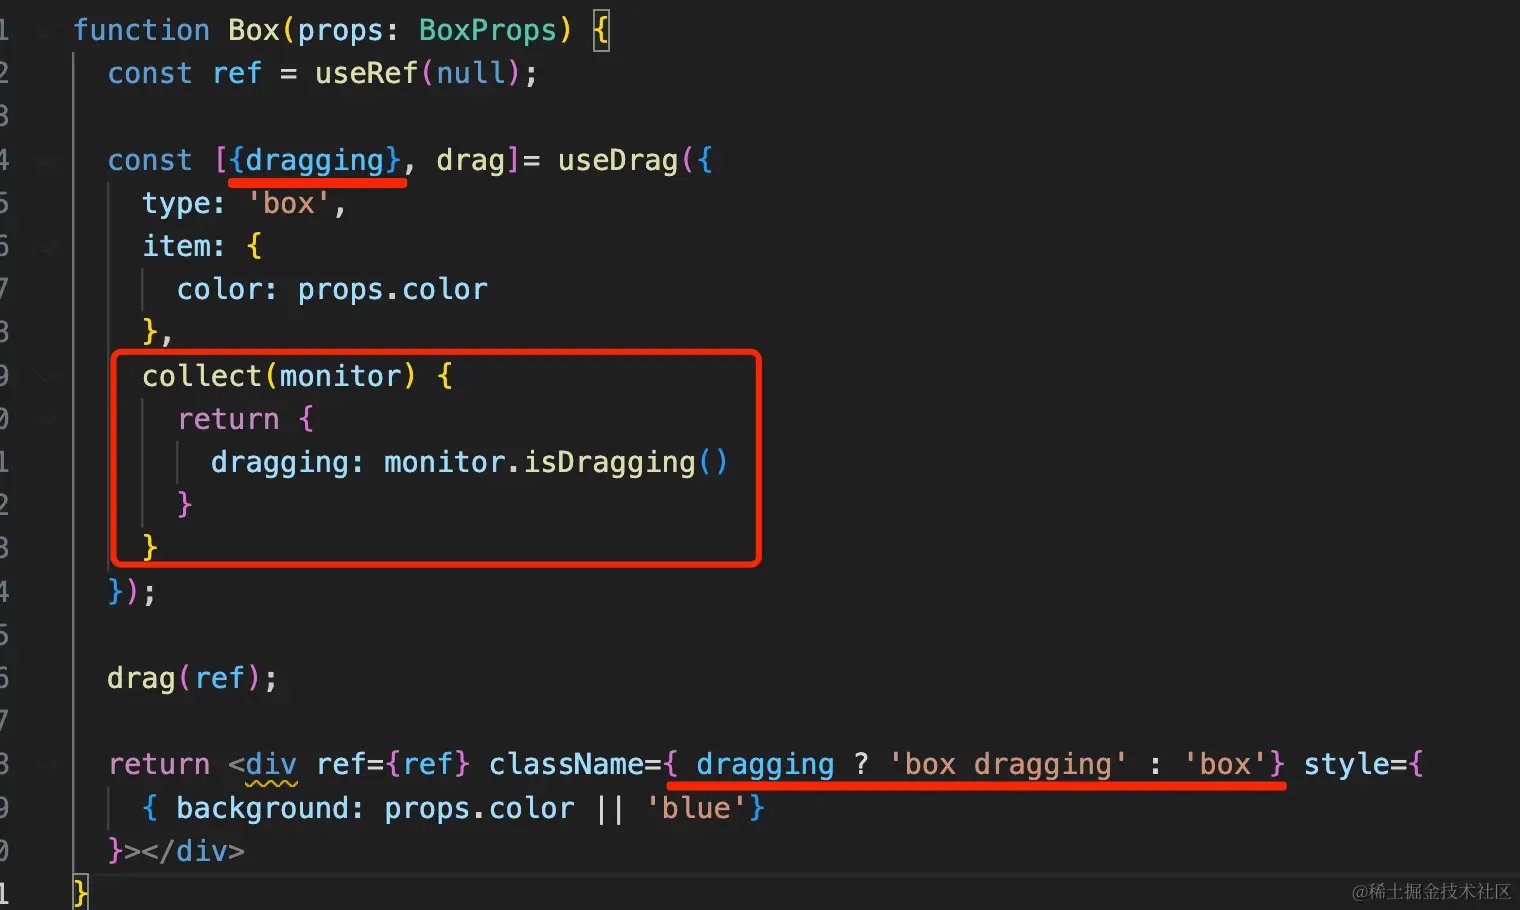 1 function Box(props: BoxProps) {
2   const ref = useRef(null);
3
4   const [{dragging}, drag]= useDrag({
5     type: 'box',
6     item: {
7       color: props.color
8     },
9     collect(monitor) {
0       return {
1         dragging: monitor.isDragging()
2       }
3     }
4   });
5
6   drag(ref);
7
8   return <div ref={ref} className={ dragging ? 'box dragging' : 'box'} style={
9     { background: props.color || 'blue'}
0   }></div>
1 }
@稀土掘金技术社区